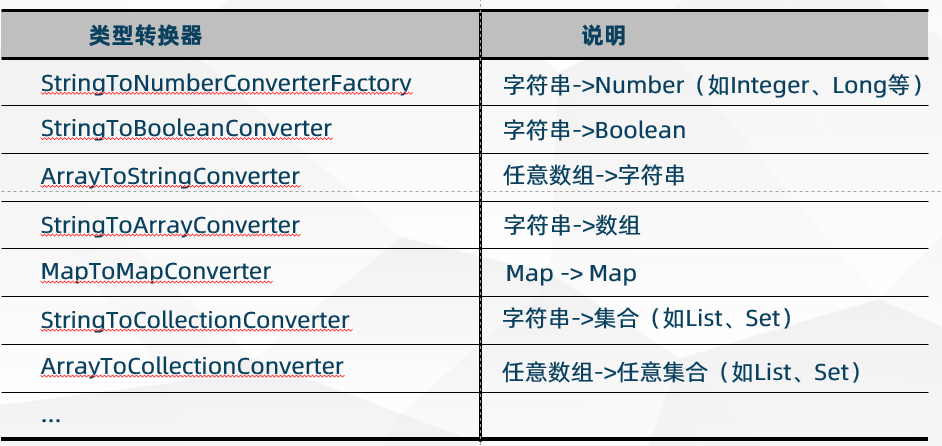 类型转换器 说明
StringToNumberConverterFactory 字符串->Number（如Integer、Long等）
StringToBooleanConverter 字符串->Boolean
ArrayToStringConverter 任意数组->字符串
StringToArrayConverter 字符串->数组
MapToMapConverter Map -> Map
StringToCollectionConverter 字符串->集合（如List、Set）
ArrayToCollectionConverter 任意数组->任意集合（如List、Set）
...